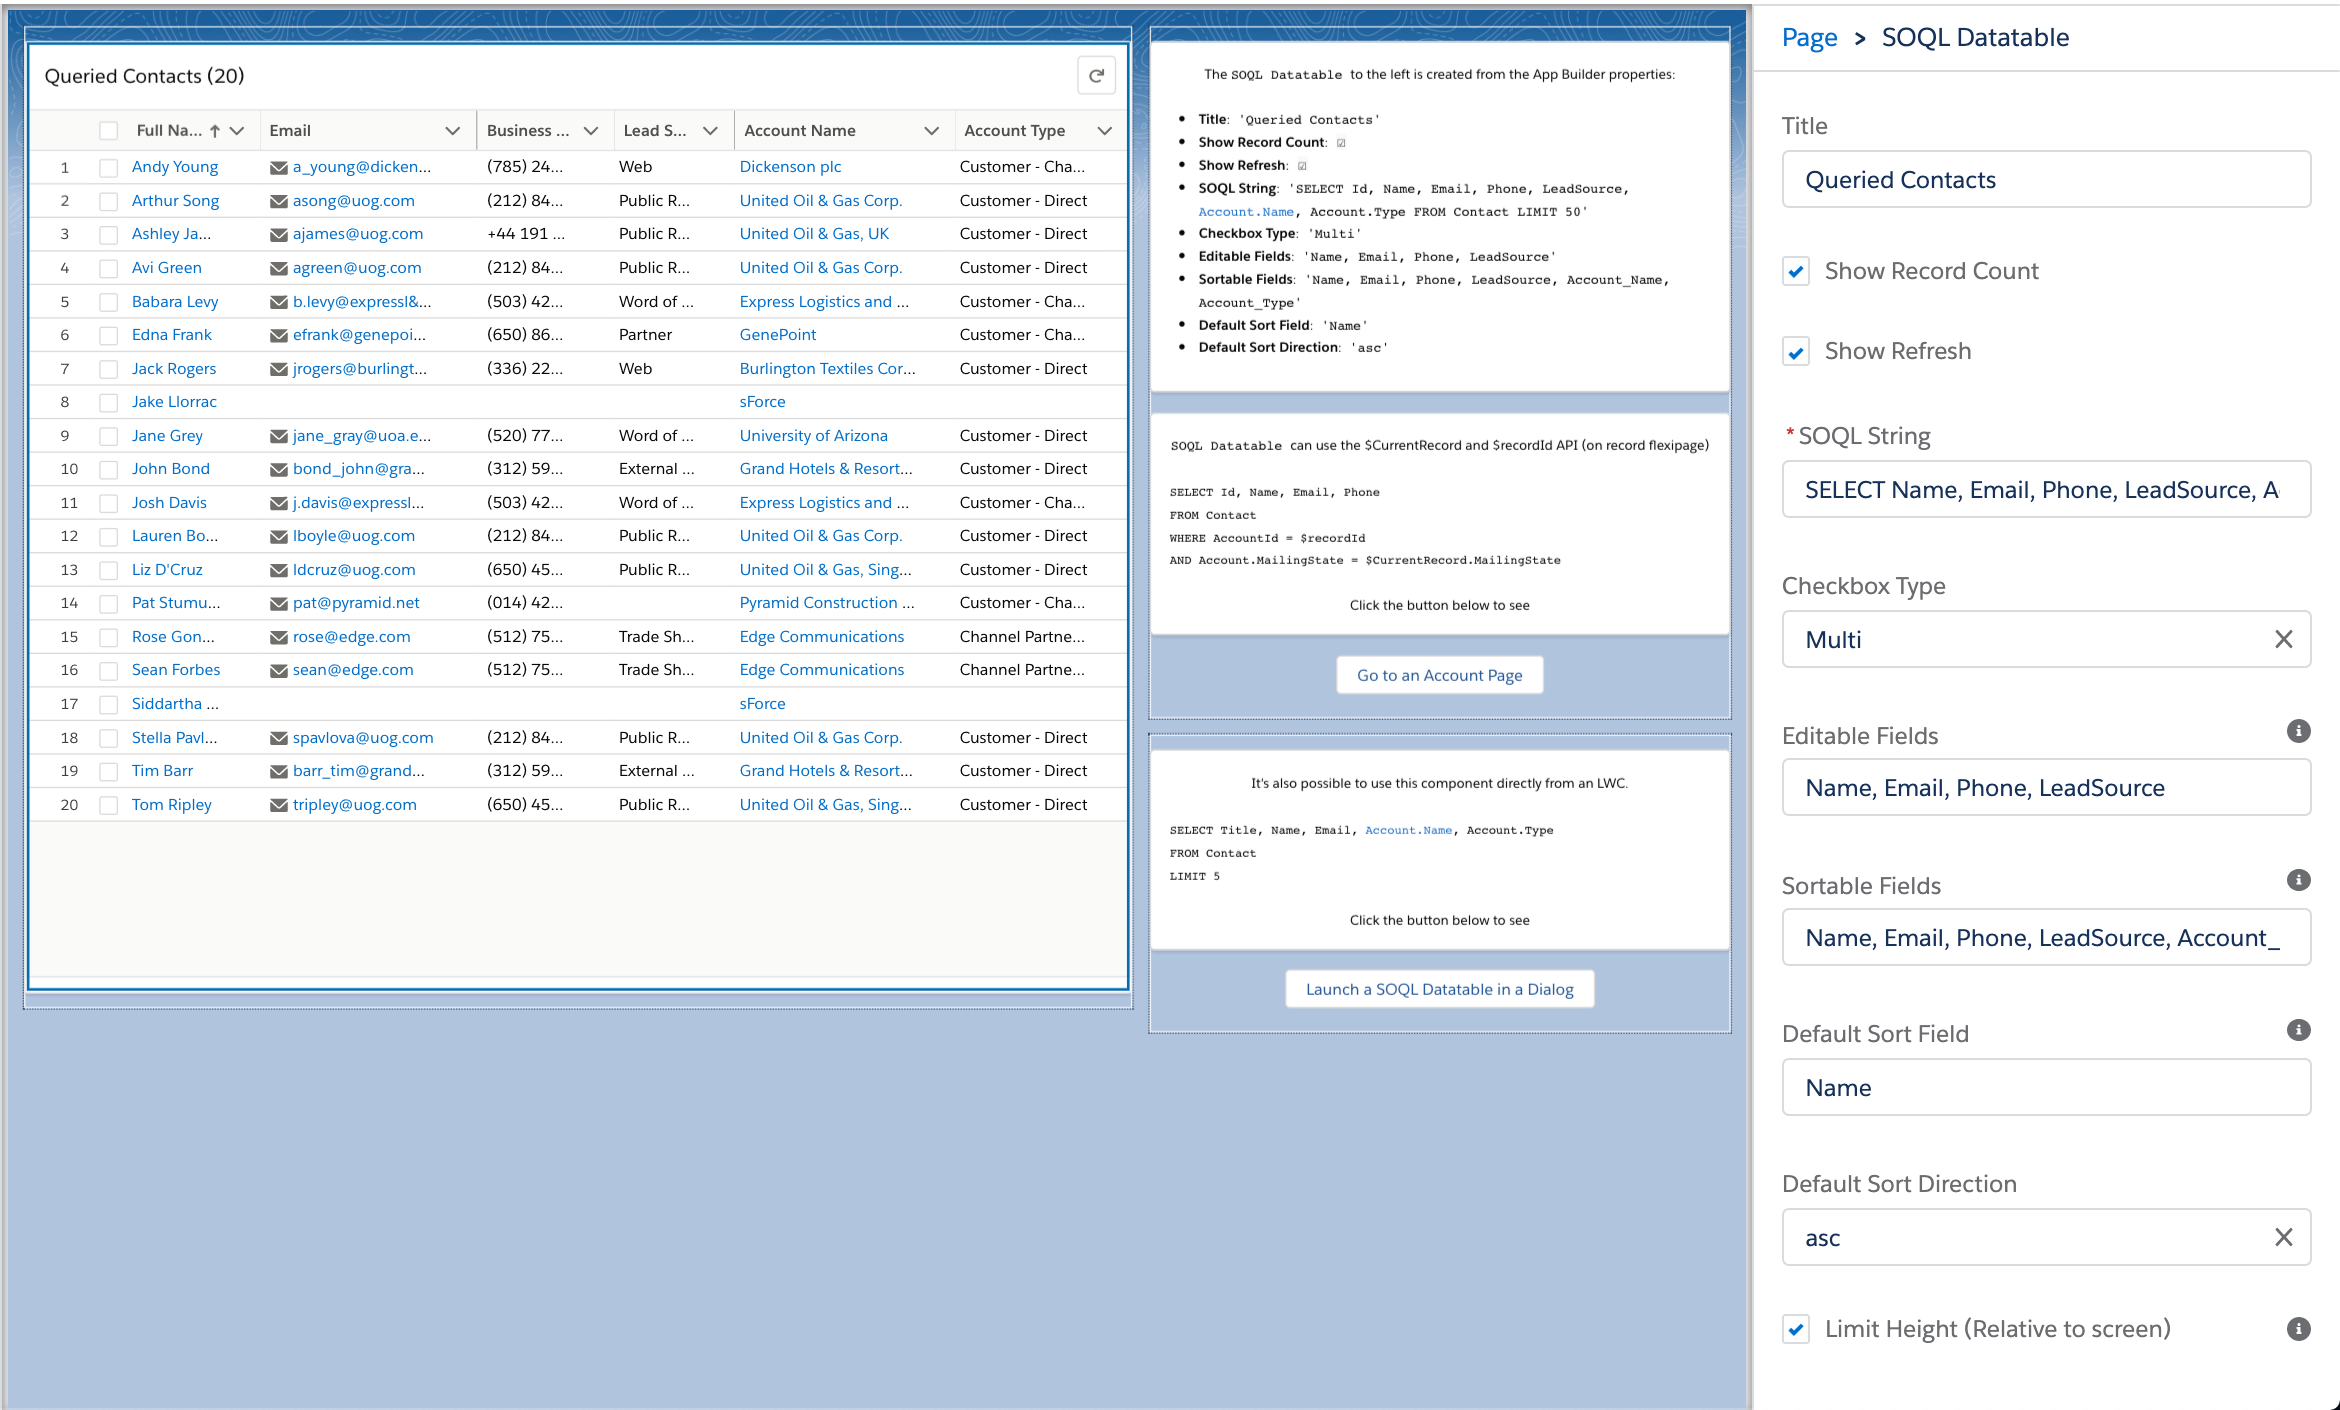 Queried Contacts (20)
Full Na... Email Business ... Lead S... Account Name Account Type
1 Andy Young a_young@dicken... (785) 24... Web Dickenson plc Customer - Cha...
2 Arthur Song asong@uog.com (212) 84... Public R... United Oil & Gas Corp. Customer - Direct
3 Ashley Ja... ajames@uog.com +44 191 ... Public R... United Oil & Gas, UK Customer - Direct
4 Avi Green agreen@uog.com (212) 84... Public R... United Oil & Gas Corp. Customer - Direct
5 Babara Levy b.levy@expressl&... (503) 42... Word of ... Express Logistics and ... Customer - Cha...
6 Edna Frank efrank@genepoi... (650) 86... Partner GenePoint Customer - Cha...
7 Jack Rogers jrogers@burlingt... (336) 22... Web Burlington Textiles Cor... Customer - Direct
8 Jake Llorrac sForce
9 Jane Grey jane_gray@uoa.e... (520) 77... Word of ... University of Arizona Customer - Direct
10 John Bond bond_john@gra... (312) 59... External ... Grand Hotels & Resort... Customer - Direct
11 Josh Davis j.davis@expressl... (503) 42... Word of ... Express Logistics and ... Customer - Cha...
12 Lauren Bo... lboyle@uog.com (212) 84... Public R... United Oil & Gas Corp. Customer - Direct
13 Liz D'Cruz ldcruz@uog.com (650) 45... Public R... United Oil & Gas, Sing... Customer - Direct
14 Pat Stumu... pat@pyramid.net (014) 42... Pyramid Construction ... Customer - Cha...
15 Rose Gon... rose@edge.com (512) 75... Trade Sh... Edge Communications Channel Partne...
16 Sean Forbes sean@edge.com (512) 75... Trade Sh... Edge Communications Channel Partne...
17 Siddartha ... sForce
18 Stella Pavl... spavlova@uog.com (212) 84... Public R... United Oil & Gas Corp. Customer - Direct
19 Tim Barr barr_tim@grand... (312) 59... External ... Grand Hotels & Resort... Customer - Direct
20 Tom Ripley tripley@uog.com (650) 45... Public R... United Oil & Gas, Sing... Customer - Direct
The SOQL Datatable to the left is created from the App Builder properties:
• Title: 'Queried Contacts'
• Show Record Count: ☑
• Show Refresh: ☑
• SOQL String: 'SELECT Id, Name, Email, Phone, LeadSource,
Account.Name, Account.Type FROM Contact LIMIT 50'
• Checkbox Type: 'Multi'
• Editable Fields: 'Name, Email, Phone, LeadSource'
• Sortable Fields: 'Name, Email, Phone, LeadSource, Account_Name,
Account_Type'
• Default Sort Field: 'Name'
• Default Sort Direction: 'asc'
SOQL Datatable can use the $CurrentRecord and $recordId API (on record flexipage)
SELECT Id, Name, Email, Phone
FROM Contact
WHERE AccountId = $recordId
AND Account.MailingState = $CurrentRecord.MailingState
Click the button below to see
Go to an Account Page
It's also possible to use this component directly from an LWC.
SELECT Title, Name, Email, Account.Name, Account.Type
FROM Contact
LIMIT 5
Click the button below to see
Launch a SOQL Datatable in a Dialog
Page > SOQL Datatable
Title
Queried Contacts
Show Record Count
Show Refresh
*SOQL String
SELECT Name, Email, Phone, LeadSource, A
Checkbox Type
Multi
Editable Fields
Name, Email, Phone, LeadSource
Sortable Fields
Name, Email, Phone, LeadSource, Account_
Default Sort Field
Name
Default Sort Direction
asc
Limit Height (Relative to screen)